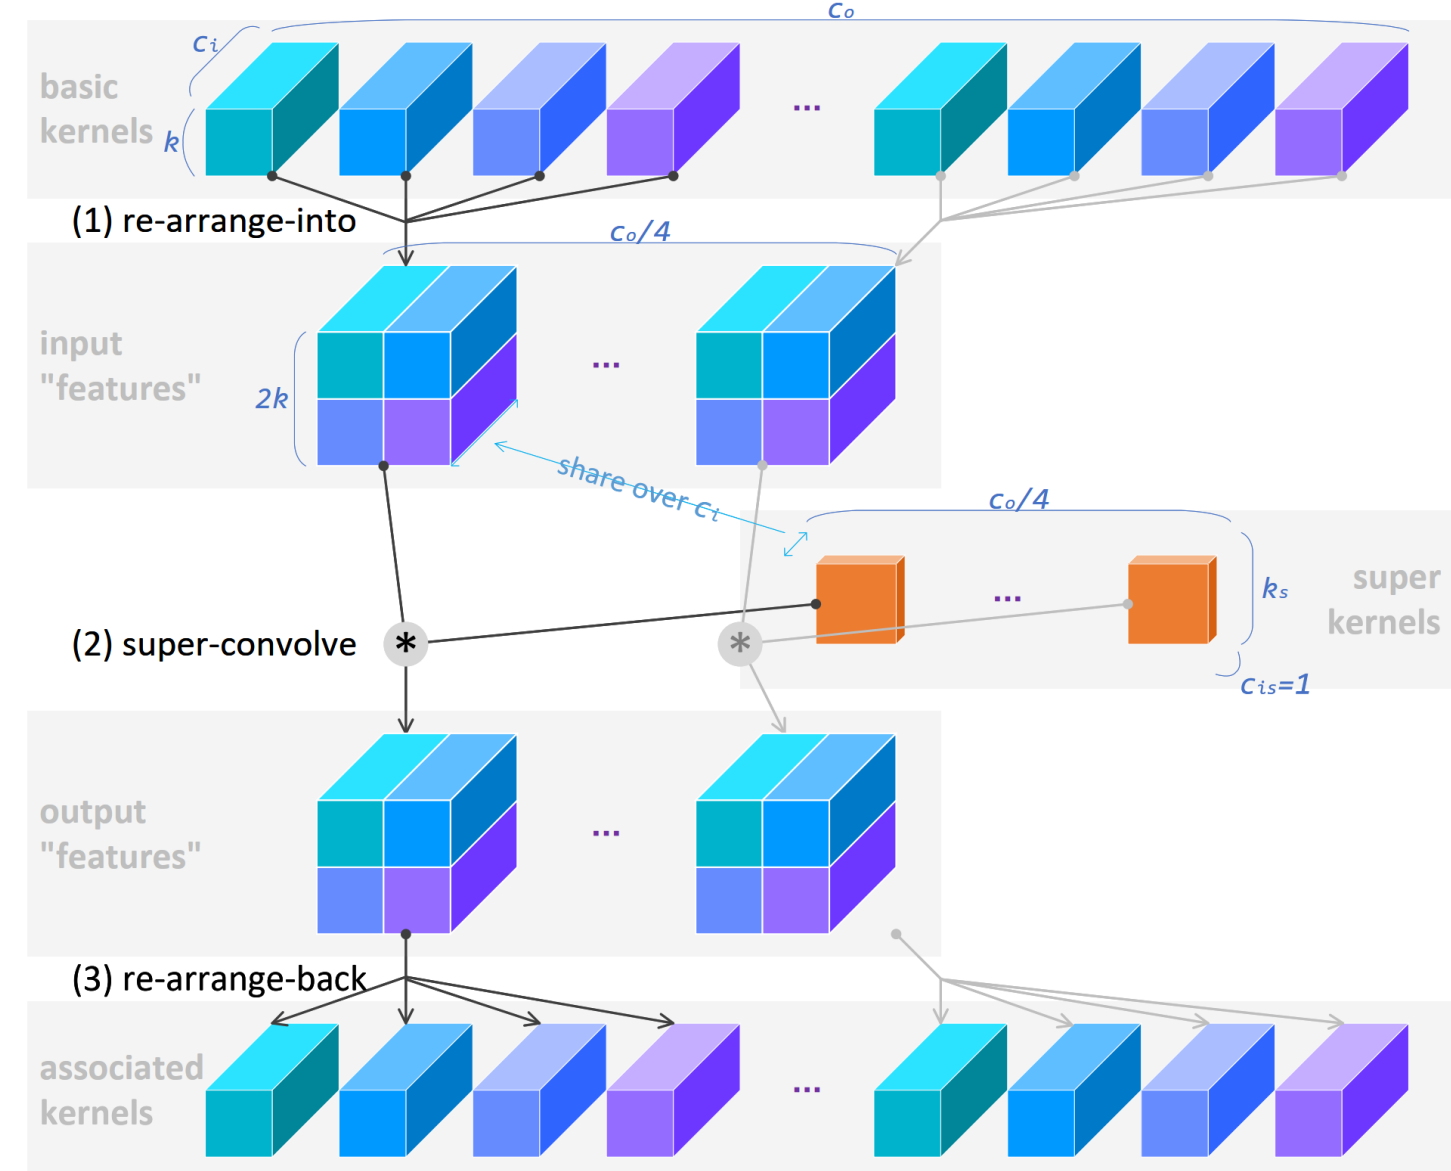 cₒ
cᵢ
basic
kernels
k
...
(1) re-arrange-into
cₒ/4
input
"features"
2k
...
share over cᵢ
cₒ/4
super
kernels
...
kₛ
(2) super-convolve
*
*
cᵢₛ=1
output
"features"
...
(3) re-arrange-back
associated
kernels
...